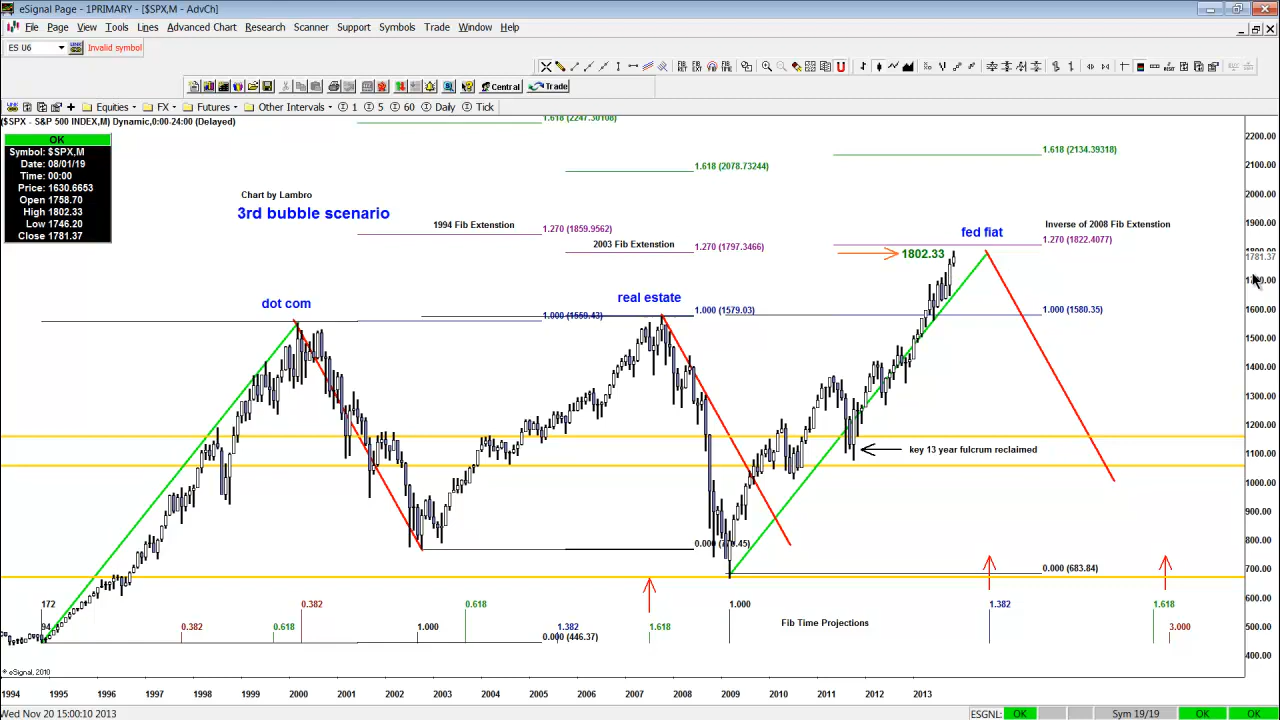 eSignal Page - 1PRIMARY - [$SPX,M - AdvCh]
File Page View Tools Lines Advanced Chart Research Scanner Support Symbols Trade Window Help
ES U6 LINK Invalid symbol
Central Trade
Equities FX Futures Other Intervals 1 5 60 Daily Tick
($SPX - S&P 500 INDEX,M) Dynamic,0:00-24:00 (Delayed)
OK
Symbol: $SPX,M
Date: 08/01/19
Time: 00:00
Price: 1630.6653
Open 1758.70
High 1802.33
Low 1746.20
Close 1781.37
1.618 (2247.30108)
1.618 (2134.39318)
1.618 (2078.73244)
Chart by Lambro
3rd bubble scenario
1994 Fib Extenstion
1.270 (1859.9562)
2003 Fib Extenstion
1.270 (1797.3466)
fed fiat
Inverse of 2008 Fib Extenstion
1.270 (1822.4077)
1802.33
dot com
real estate
1.000 (1559.43)
1.000 (1579.03)
1.000 (1580.35)
key 13 year fulcrum reclaimed
0.000 (683.84)
172
0.382
0.618
1.000
1.382
1.618
94
0.382
0.618
1.000
1.382
1.618
Fib Time Projections
3.000
0.000 (446.37)
2200.00
2100.00
2000.00
1900.00
1781.37
1600.00
1500.00
1400.00
1300.00
1200.00
1100.00
1000.00
900.00
800.00
700.00
600.00
500.00
400.00
© eSignal, 2010
1994 1995 1996 1997 1998 1999 2000 2001 2002 2003 2004 2005 2006 2007 2008 2009 2010 2011 2012 2013
Wed Nov 20 15:00:10 2013
ESGNL: OK Sym 19/19 OK OK